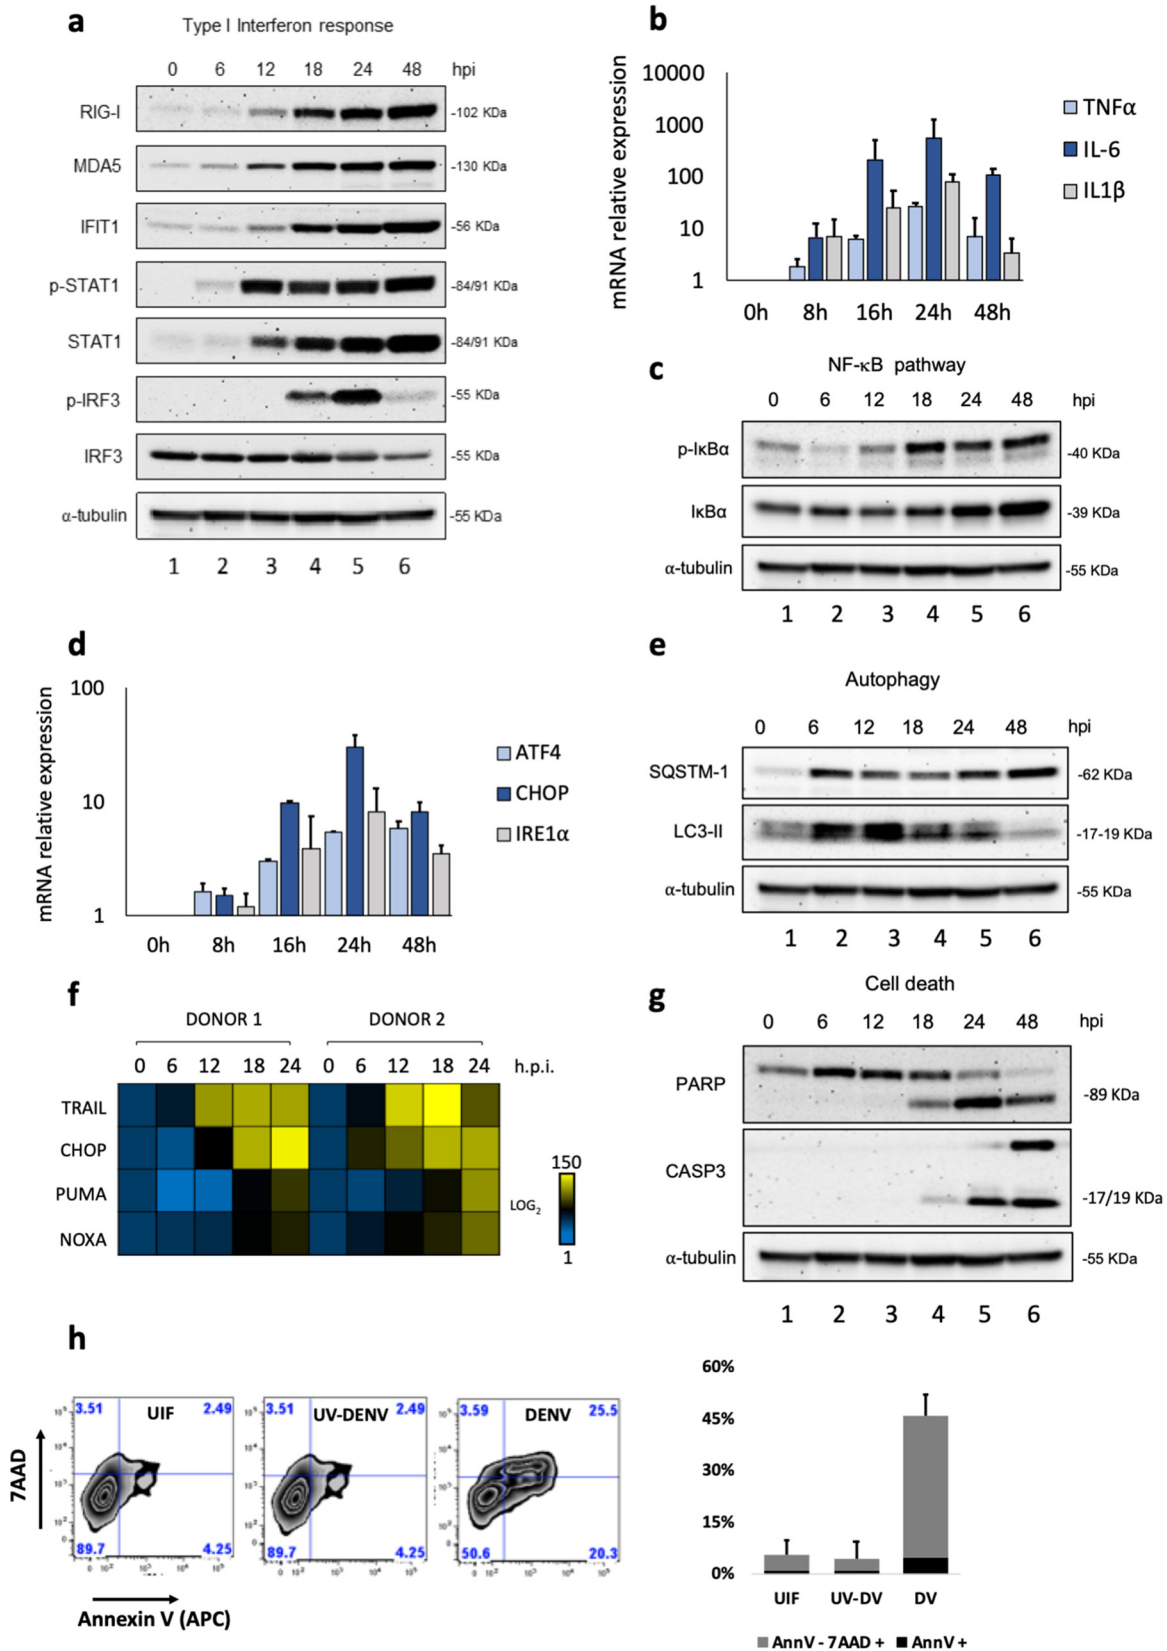 a
Type I Interferon response
0 6 12 18 24 48 hpi
RIG-I -102 KDa
MDA5 -130 KDa
IFIT1 -56 KDa
p-STAT1 -84/91 KDa
STAT1 -84/91 KDa
p-IRF3 -55 KDa
IRF3 -55 KDa
α-tubulin -55 KDa
1 2 3 4 5 6
b
mRNA relative expression
10000
1000
100
10
1
0h 8h 16h 24h 48h
TNFα
IL-6
IL1β
c
NF-κB pathway
0 6 12 18 24 48 hpi
p-IκBα -40 KDa
IκBα -39 KDa
α-tubulin -55 KDa
1 2 3 4 5 6
d
mRNA relative expression
100
10
1
0h 8h 16h 24h 48h
ATF4
CHOP
IRE1α
e
Autophagy
0 6 12 18 24 48 hpi
SQSTM-1 -62 KDa
LC3-II -17-19 KDa
α-tubulin -55 KDa
1 2 3 4 5 6
f
DONOR 1 DONOR 2
0 6 12 18 24 0 6 12 18 24 h.p.i.
TRAIL
CHOP
PUMA
NOXA
150
LOG2
1
g
Cell death
0 6 12 18 24 48 hpi
PARP -89 KDa
CASP3 -17/19 KDa
α-tubulin -55 KDa
1 2 3 4 5 6
h
7AAD
3.51 UIF 2.49
89.7 4.25
3.51 UV-DENV 2.49
89.7 4.25
3.59 DENV 25.5
50.6 20.3
Annexin V (APC)
60%
45%
30%
15%
0%
UIF UV-DV DV
AnnV - 7AAD + AnnV +